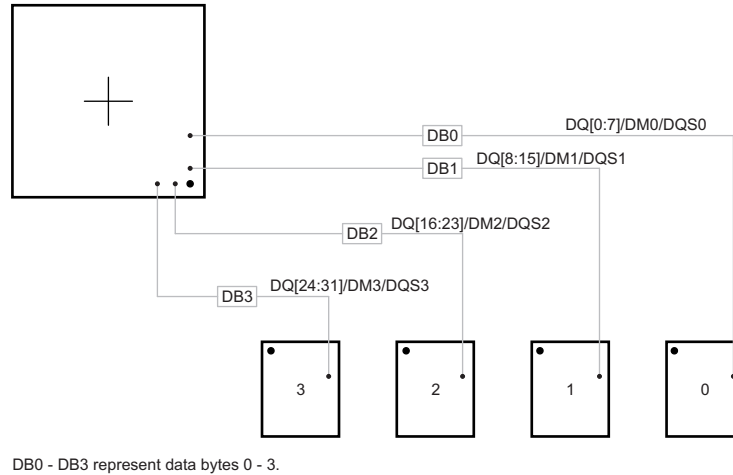 DB0
DQ[0:7]/DM0/DQS0
DB1
DQ[8:15]/DM1/DQS1
DB2
DQ[16:23]/DM2/DQS2
DB3
DQ[24:31]/DM3/DQS3
3
2
1
0
DB0 - DB3 represent data bytes 0 - 3.